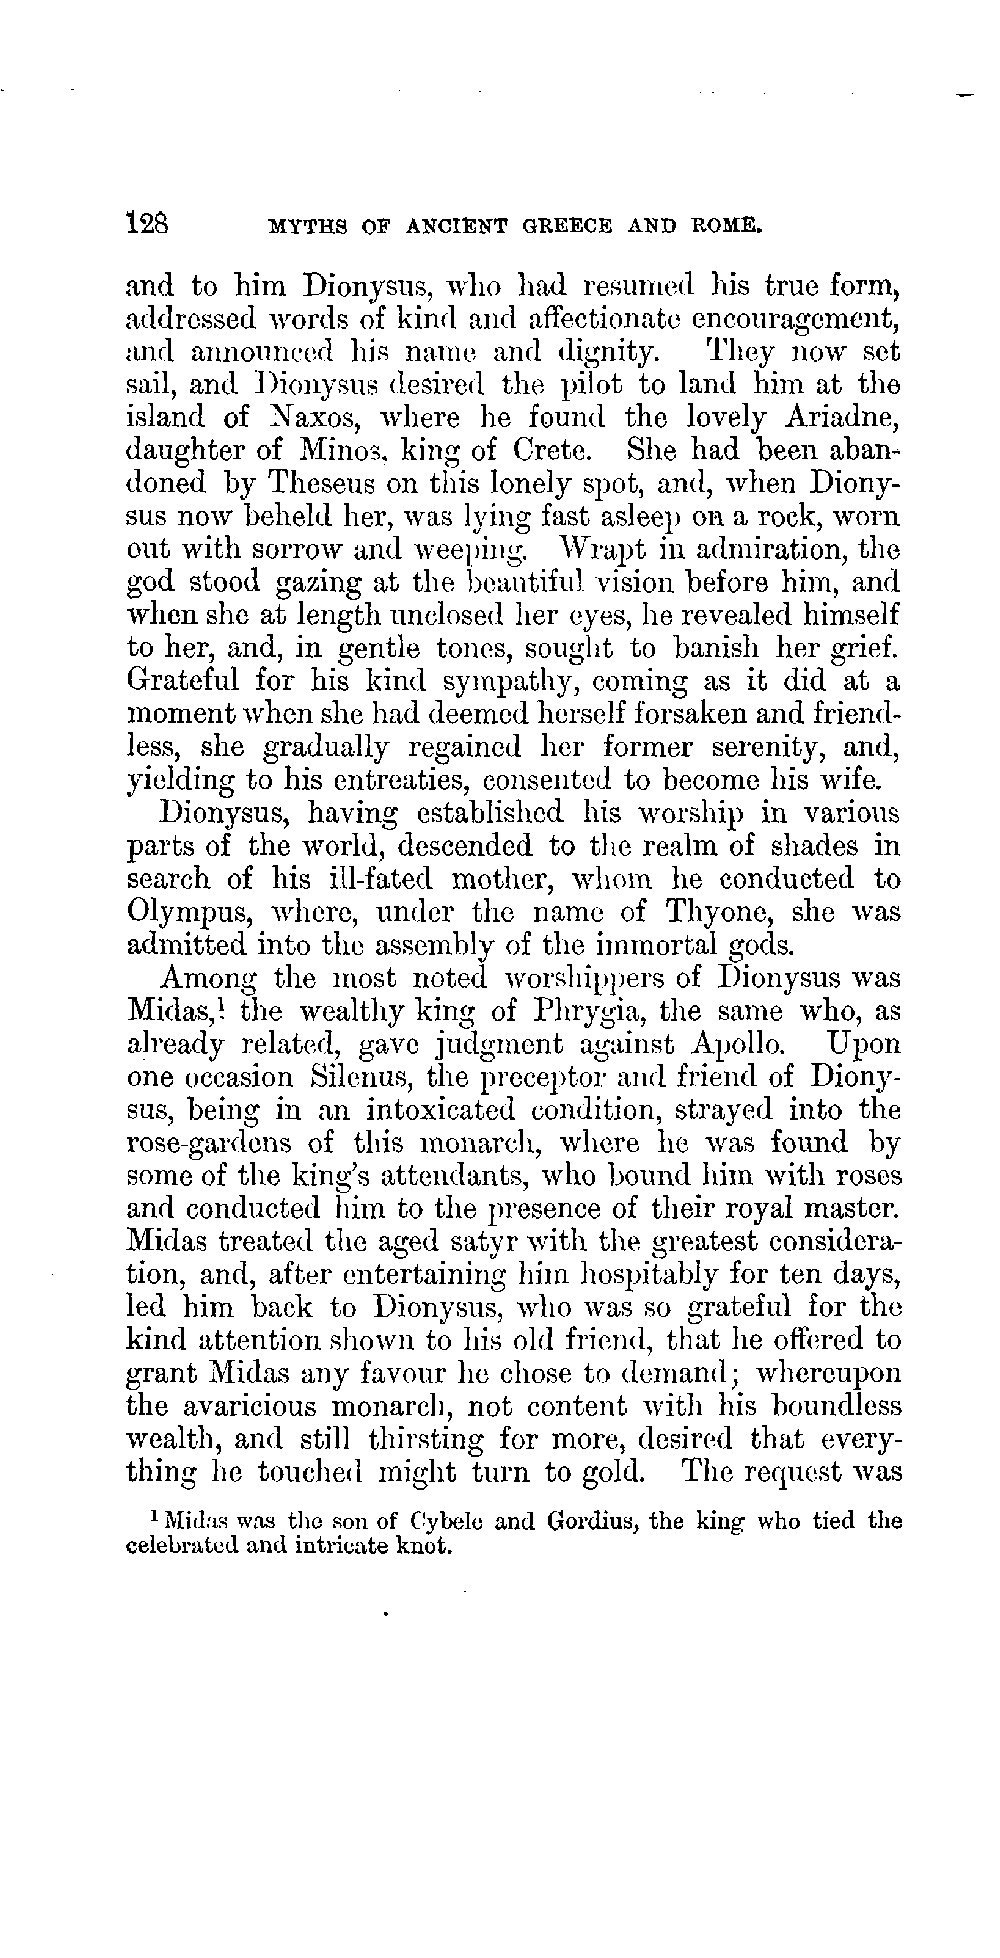 128 MYTHS OF ANCIENT GREECE AND ROME.
and to him Dionysus, who had resumed his true form,
addressed words of kind and affectionate encouragement,
and announced his name and dignity. They now set
sail, and Dionysus desired the pilot to land him at the
island of Naxos, where he found the lovely Ariadne,
daughter of Minos, king of Crete. She had been aban-
doned by Theseus on this lonely spot, and, when Diony-
sus now beheld her, was lying fast asleep on a rock, worn
out with sorrow and weeping. Wrapt in admiration, the
god stood gazing at the beautiful vision before him, and
when she at length unclosed her eyes, he revealed himself
to her, and, in gentle tones, sought to banish her grief.
Grateful for his kind sympathy, coming as it did at a
moment when she had deemed herself forsaken and friend-
less, she gradually regained her former serenity, and,
yielding to his entreaties, consented to become his wife.
Dionysus, having established his worship in various
parts of the world, descended to the realm of shades in
search of his ill-fated mother, whom he conducted to
Olympus, where, under the name of Thyone, she was
admitted into the assembly of the immortal gods.
Among the most noted worshippers of Dionysus was
Midas,¹ the wealthy king of Phrygia, the same who, as
already related, gave judgment against Apollo. Upon
one occasion Silenus, the preceptor and friend of Diony-
sus, being in an intoxicated condition, strayed into the
rose-gardens of this monarch, where he was found by
some of the king's attendants, who bound him with roses
and conducted him to the presence of their royal master.
Midas treated the aged satyr with the greatest considera-
tion, and, after entertaining him hospitably for ten days,
led him back to Dionysus, who was so grateful for the
kind attention shown to his old friend, that he offered to
grant Midas any favour he chose to demand; whereupon
the avaricious monarch, not content with his boundless
wealth, and still thirsting for more, desired that every-
thing he touched might turn to gold. The request was
¹ Midas was the son of Cybele and Gordius, the king who tied the
celebrated and intricate knot.